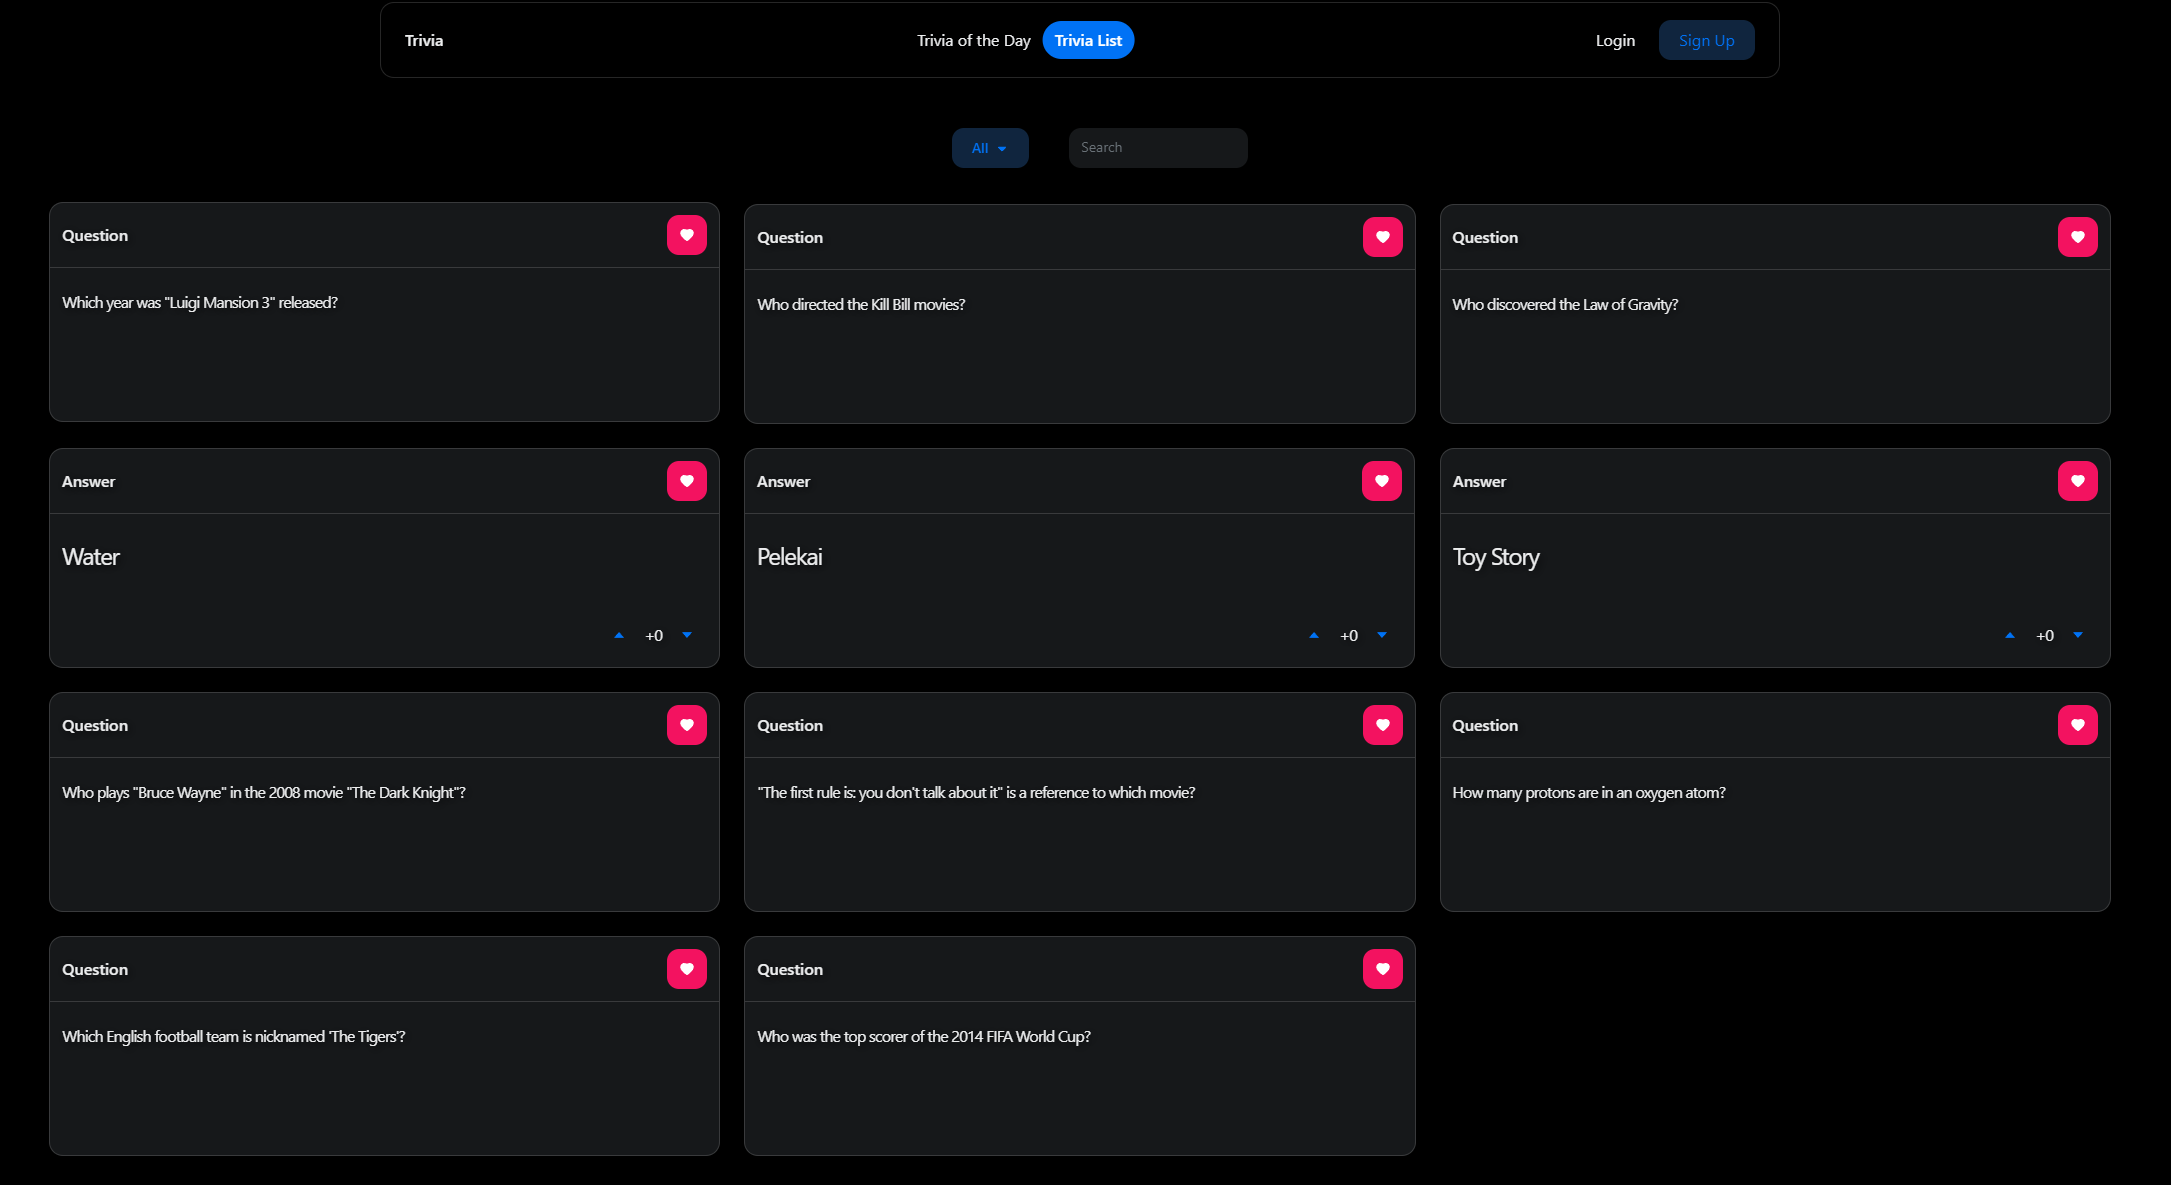 Trivia
Trivia of the Day
Trivia List
Login
Sign Up
All
Search
Question
Which year was "Luigi Mansion 3" released?
Question
Who directed the Kill Bill movies?
Question
Who discovered the Law of Gravity?
Answer
Water
+0
Answer
Pelekai
+0
Answer
Toy Story
+0
Question
Who plays "Bruce Wayne" in the 2008 movie "The Dark Knight"?
Question
"The first rule is: you don't talk about it" is a reference to which movie?
Question
How many protons are in an oxygen atom?
Question
Which English football team is nicknamed 'The Tigers'?
Question
Who was the top scorer of the 2014 FIFA World Cup?